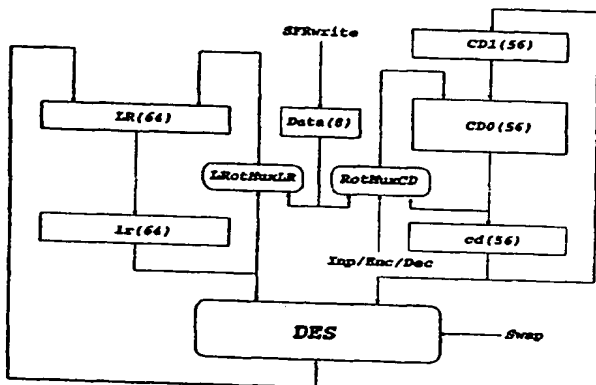 SFRwrite
CD1(56)
LR(64)
Data(8)
CD0(56)
LRotMuxLR
RotMuxCD
lr(64)
cd(56)
Inp/Enc/Dec
DES
Swap